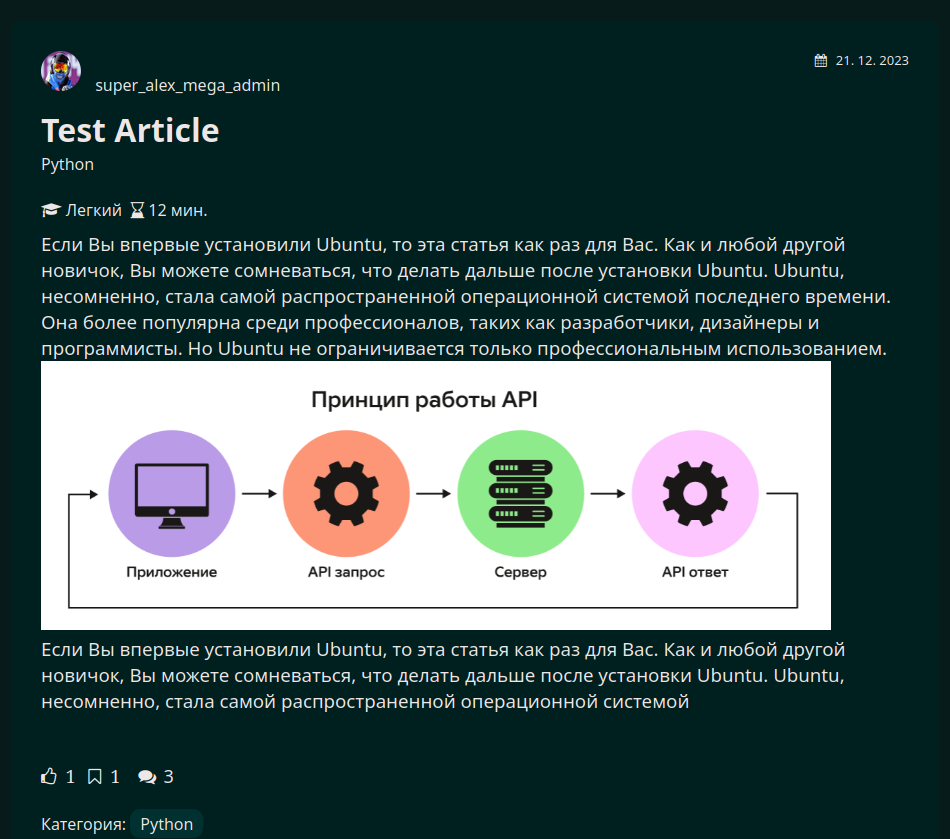 super_alex_mega_admin
21. 12. 2023
Test Article
Python
Легкий 12 мин.
Если Вы впервые установили Ubuntu, то эта статья как раз для Вас. Как и любой другой
новичок, Вы можете сомневаться, что делать дальше после установки Ubuntu. Ubuntu,
несомненно, стала самой распространенной операционной системой последнего времени.
Она более популярна среди профессионалов, таких как разработчики, дизайнеры и
программисты. Но Ubuntu не ограничивается только профессиональным использованием.
Принцип работы API
Приложение API запрос Сервер API ответ
Если Вы впервые установили Ubuntu, то эта статья как раз для Вас. Как и любой другой
новичок, Вы можете сомневаться, что делать дальше после установки Ubuntu. Ubuntu,
несомненно, стала самой распространенной операционной системой
1 1 3
Категория: Python